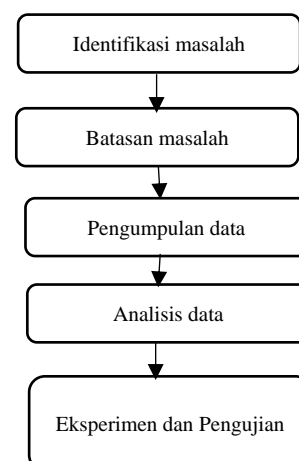 Identifikasi masalah
Batasan masalah
Pengumpulan data
Analisis data
Eksperimen dan Pengujian